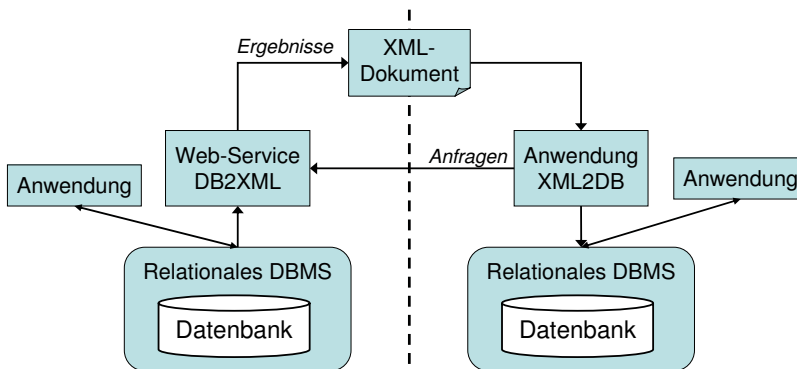 Ergebnisse
XML-
Dokument
Web-Service
DB2XML
Anfragen
Anwendung
XML2DB
Anwendung
Anwendung
Relationales DBMS
Datenbank
Relationales DBMS
Datenbank